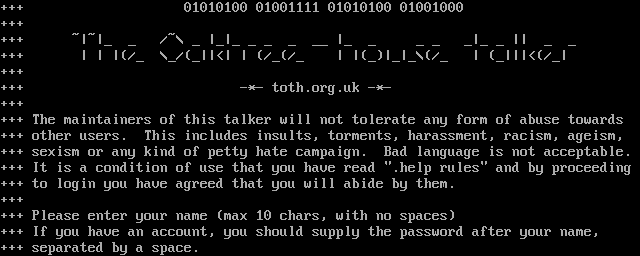 +++ 01010100 01001111 01010100 01001000
+++
+++ The Oaktree house talker
+++
+++
+++ -*- toth.org.uk -*-
+++
+++ The maintainers of this talker will not tolerate any form of abuse towards
+++ other users.  This includes insults, torments, harassment, racism, ageism,
+++ sexism or any kind of petty hate campaign.  Bad language is not acceptable.
+++ It is a condition of use that you have read ".help rules" and by proceeding
+++ to login you have agreed that you will abide by them.
+++
+++ Please enter your name (max 10 chars, with no spaces)
+++ If you have an account, you should supply the password after your name,
+++ separated by a space.